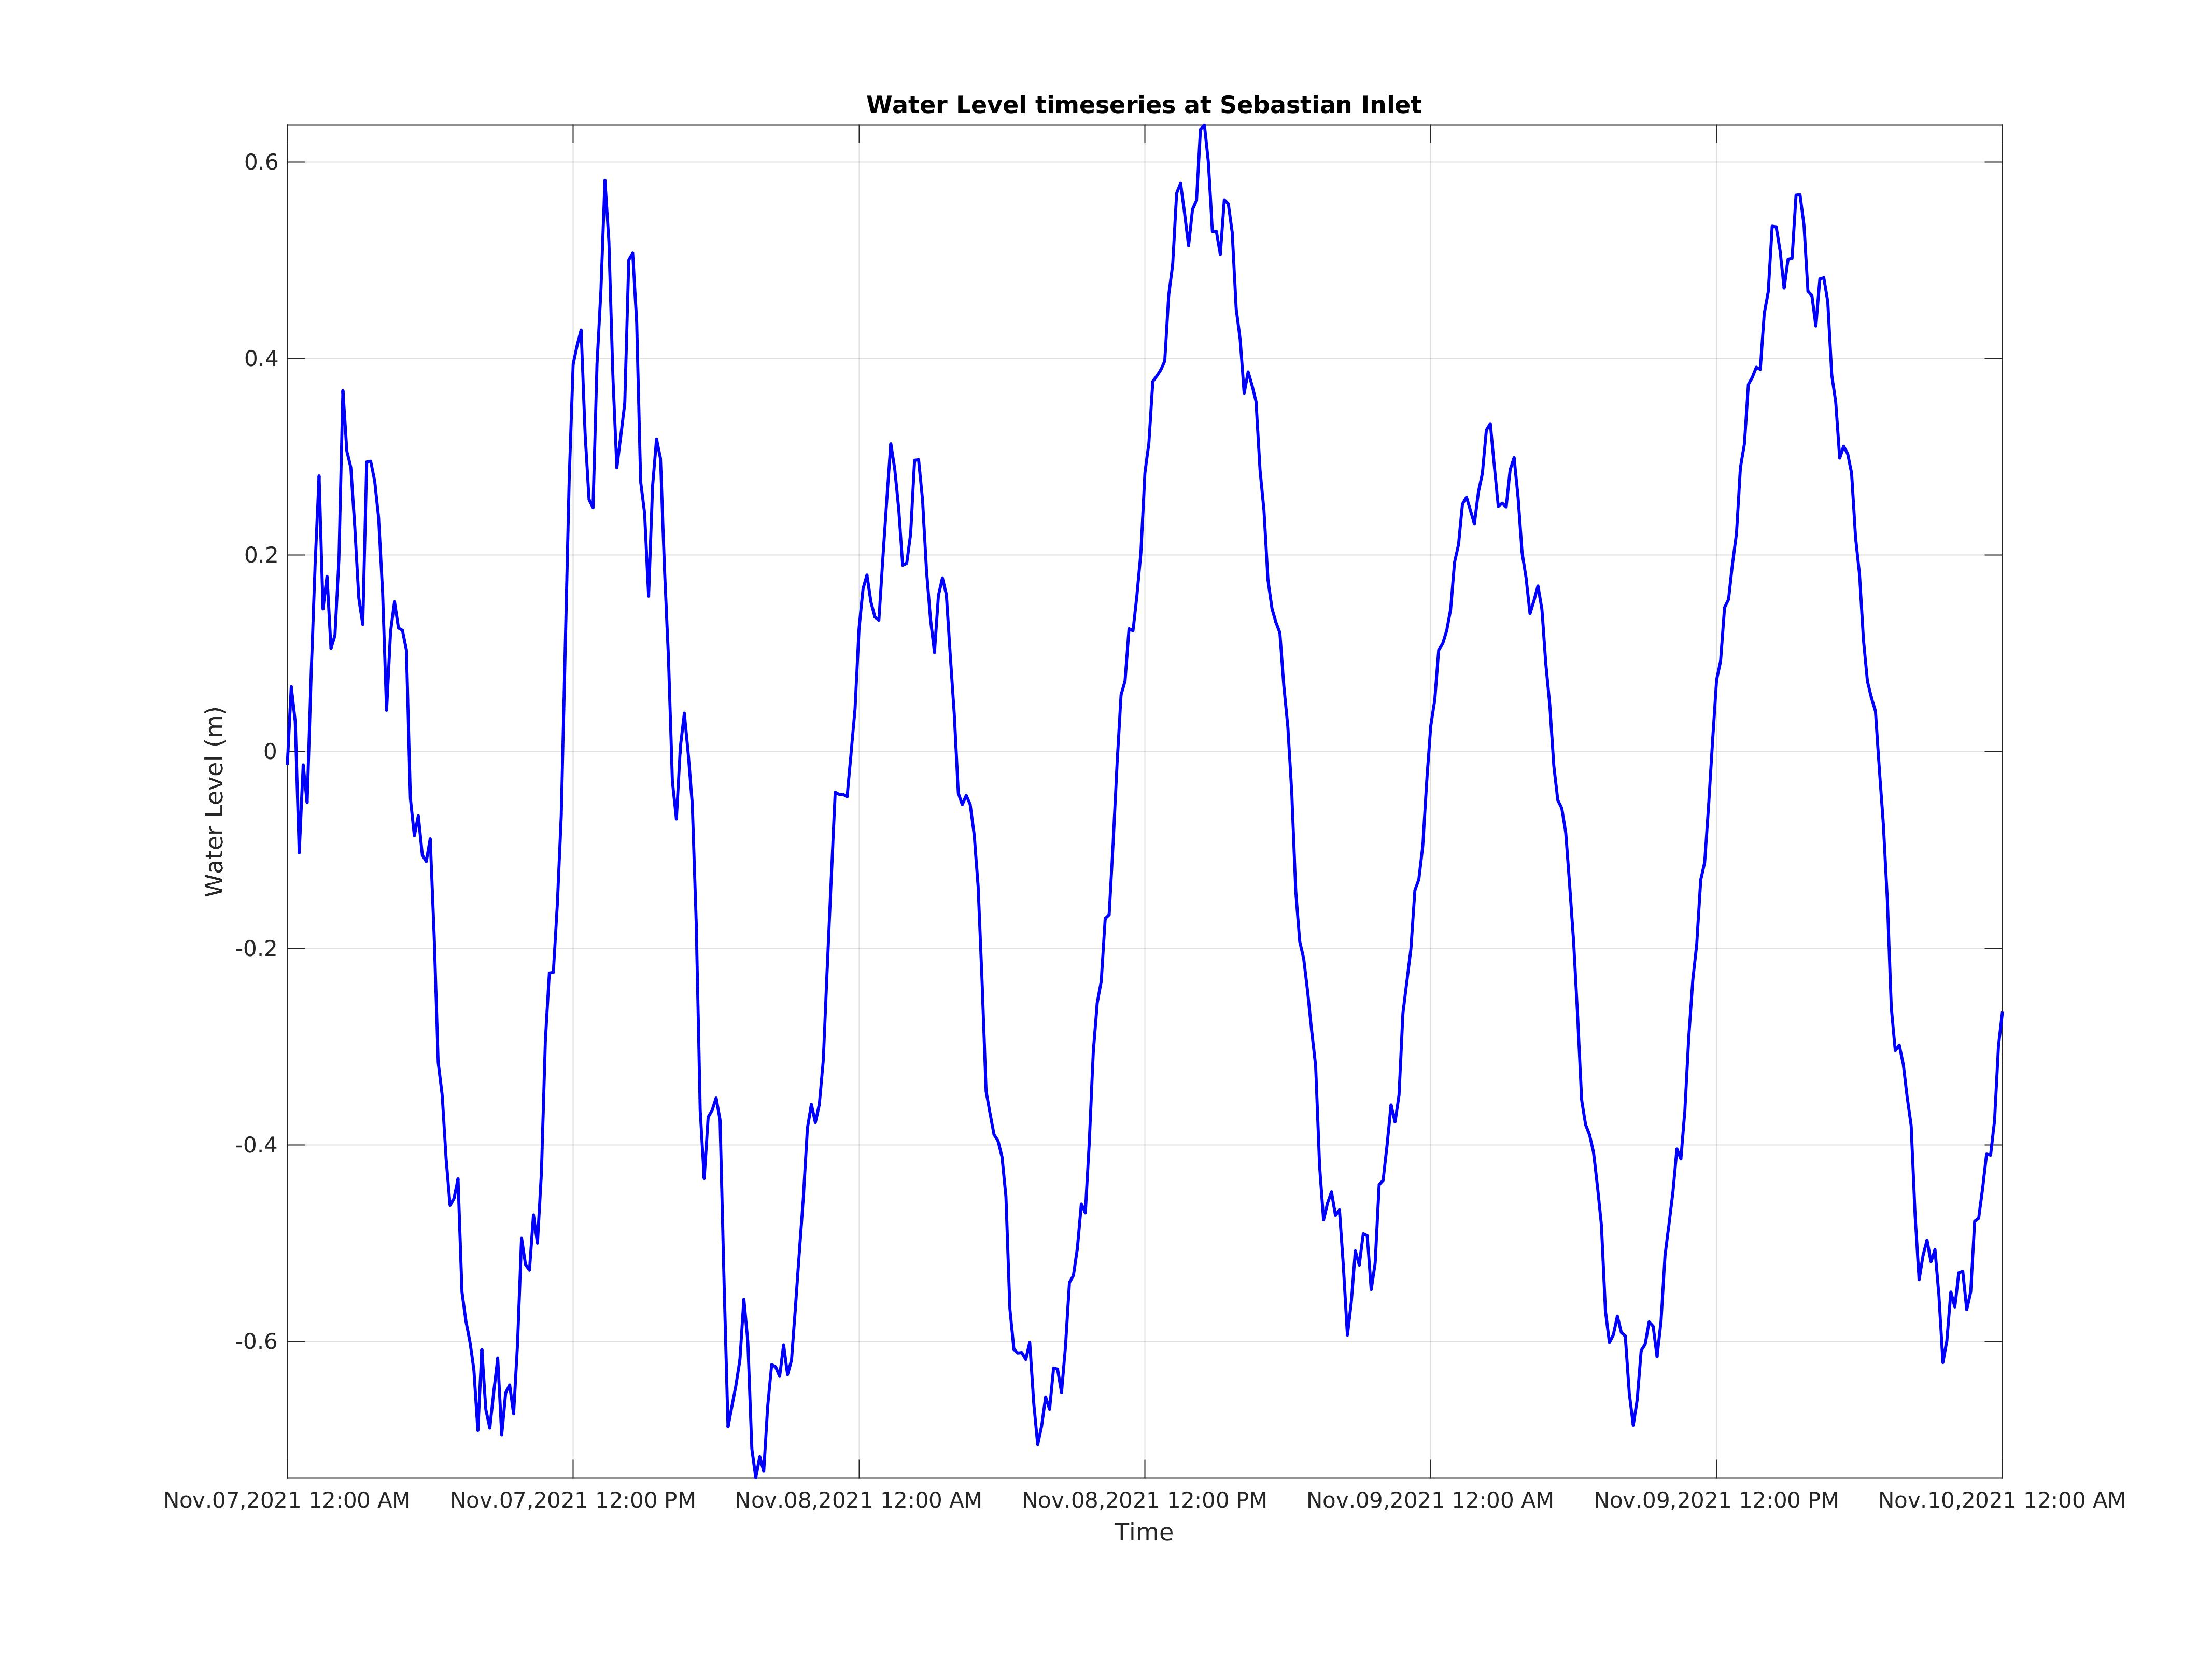 Water Level timeseries at Sebastian Inlet
0.6
0.4
0.2
0
-0.2
-0.4
-0.6
Water Level (m)
Nov.07,2021 12:00 AM
Nov.07,2021 12:00 PM
Nov.08,2021 12:00 AM
Nov.08,2021 12:00 PM
Nov.09,2021 12:00 AM
Nov.09,2021 12:00 PM
Nov.10,2021 12:00 AM
Time